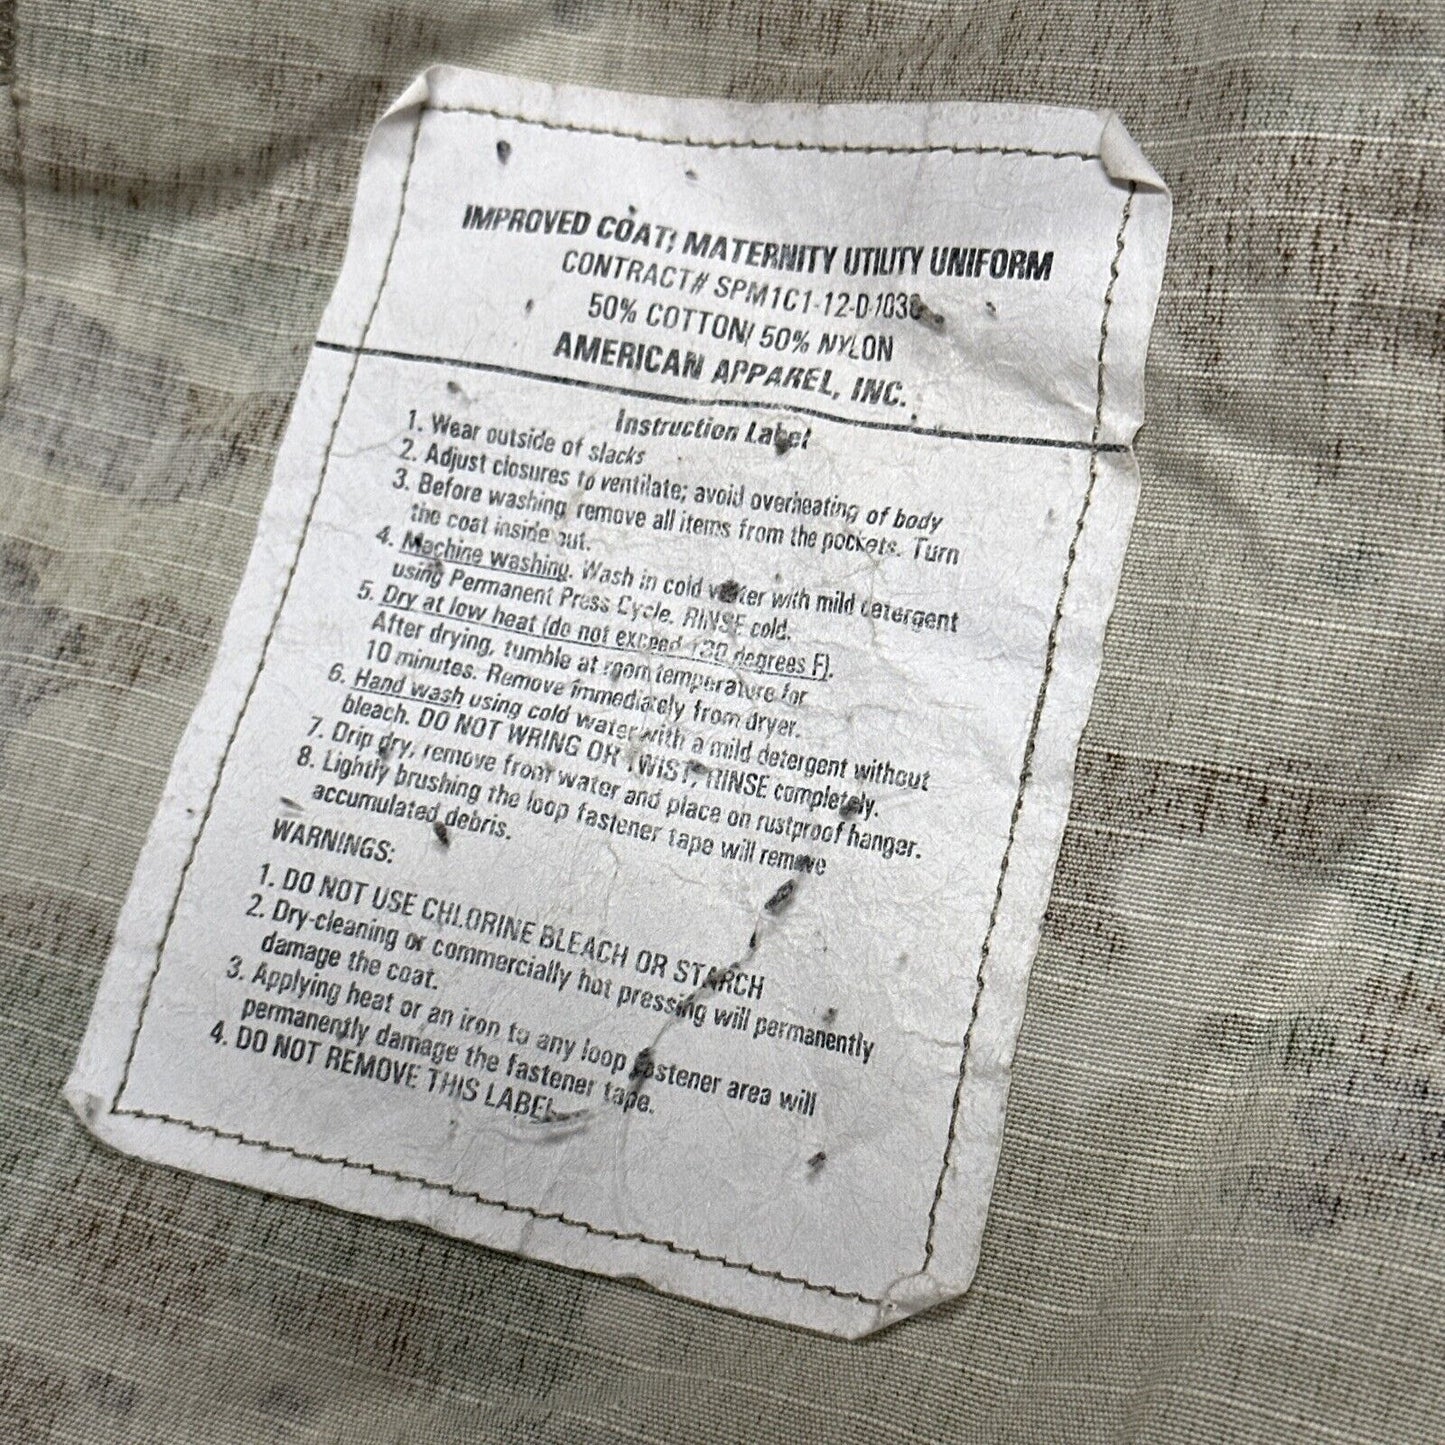 IMPROVED COAT; MATERNITY UTILITY UNIFORM
CONTRACT# SPM1C1-12-D-1038
50% COTTON/ 50% NYLON
AMERICAN APPAREL, INC.
Instruction Label
1. Wear outside of slacks
2. Adjust closures to ventilate; avoid overheating of body
3. Before washing remove all items from the pockets. Turn
the coat inside out.
4. Machine washing. Wash in cold water with mild detergent
using Permanent Press Cycle. RINSE cold.
5. Dry at low heat (do not exceed 120 degrees F).
After drying, tumble at room temperature for
10 minutes. Remove immediately from dryer.
6. Hand wash using cold water with a mild detergent without
bleach. DO NOT WRING OR TWIST, RINSE completely.
7. Drip dry, remove from water and place on rustproof hanger.
8. Lightly brushing the loop fastener tape will remove
accumulated debris.
WARNINGS:
1. DO NOT USE CHLORINE BLEACH OR STARCH
2. Dry-cleaning or commercially hot pressing will permanently
damage the coat.
3. Applying heat or an iron to any loop fastener area will
permanently damage the fastener tape.
4. DO NOT REMOVE THIS LABEL